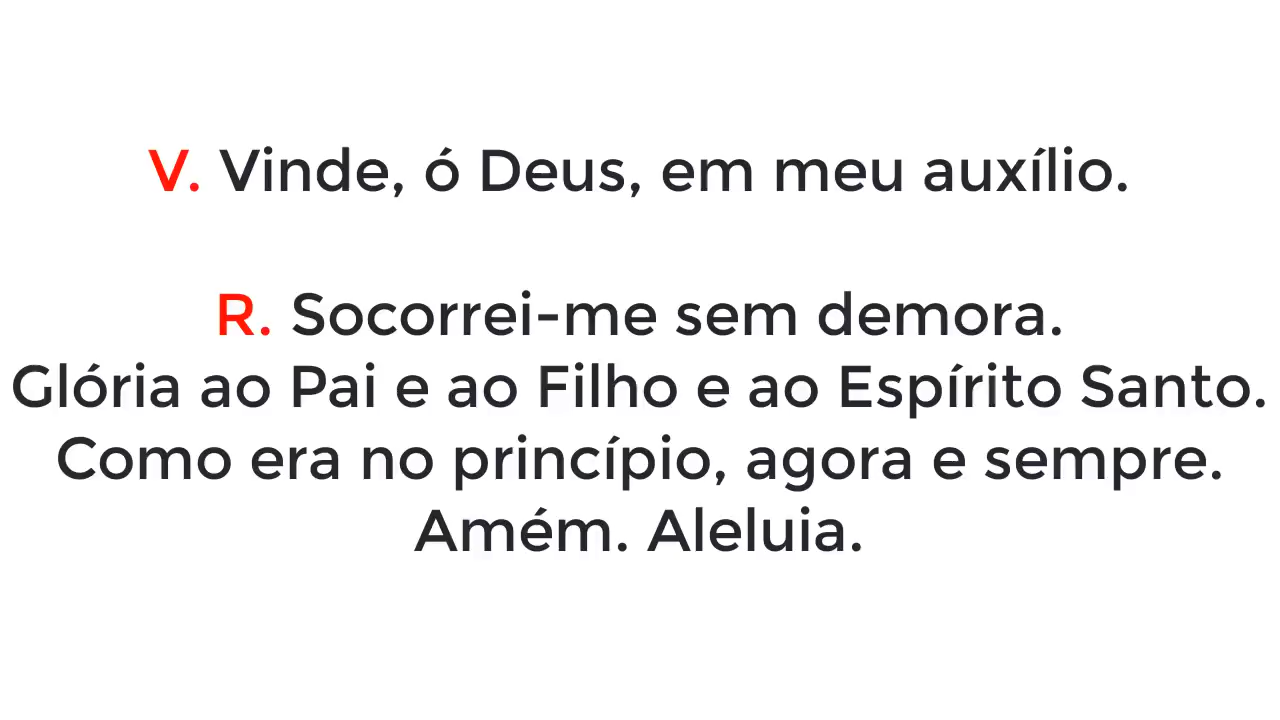 V. Vinde, ó Deus, em meu auxílio.
R. Socorrei-me sem demora.
Glória ao Pai e ao Filho e ao Espírito Santo.
Como era no princípio, agora e sempre.
Amém. Aleluia.